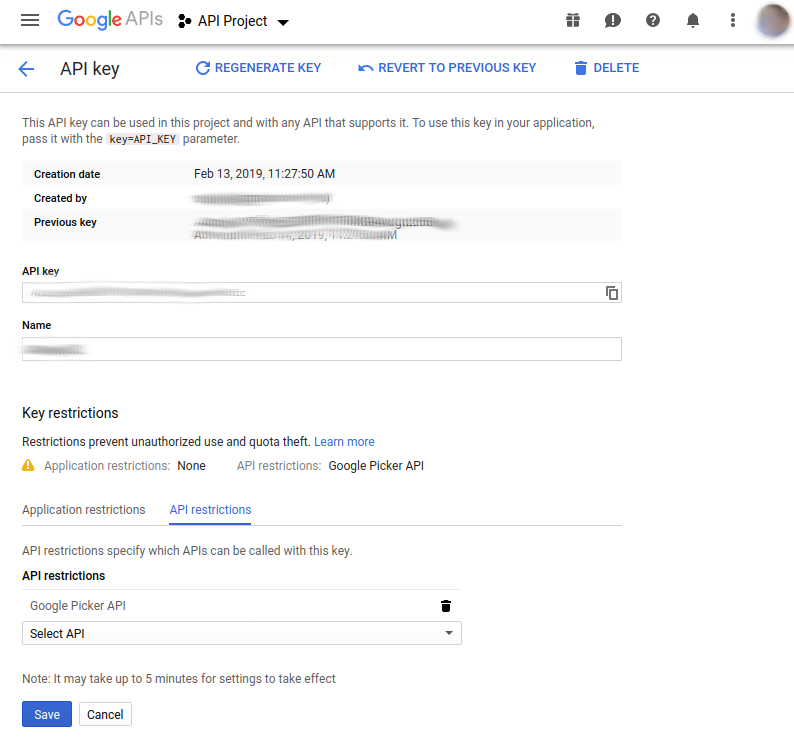 Google APIs API Project
API key REGENERATE KEY REVERT TO PREVIOUS KEY DELETE
This API key can be used in this project and with any API that supports it. To use this key in your application,
pass it with the key=API_KEY parameter.
Creation date Feb 13, 2019, 11:27:50 AM
Created by
Previous key
2019,
API key
Name
Key restrictions
Restrictions prevent unauthorized use and quota theft. Learn more
Application restrictions: None API restrictions: Google Picker API
Application restrictions API restrictions
API restrictions specify which APIs can be called with this key.
API restrictions
Google Picker API
Select API
Note: It may take up to 5 minutes for settings to take effect
Save Cancel